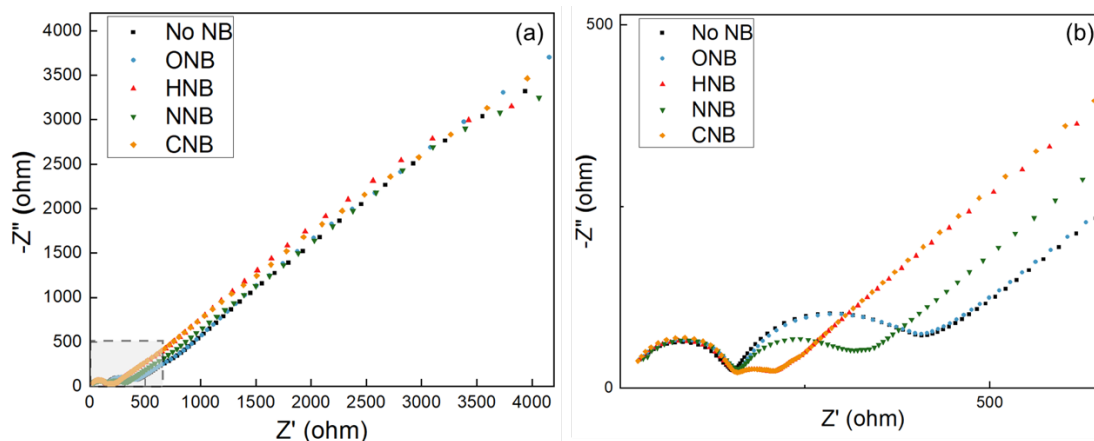 (a)
No NB
ONB
HNB
NNB
CNB
-Z" (ohm)
4000
3500
3000
2500
2000
1500
1000
500
0
0 500 1000 1500 2000 2500 3000 3500 4000
Z' (ohm)
(b)
No NB
ONB
HNB
NNB
CNB
-Z" (ohm)
500
0
500
Z' (ohm)